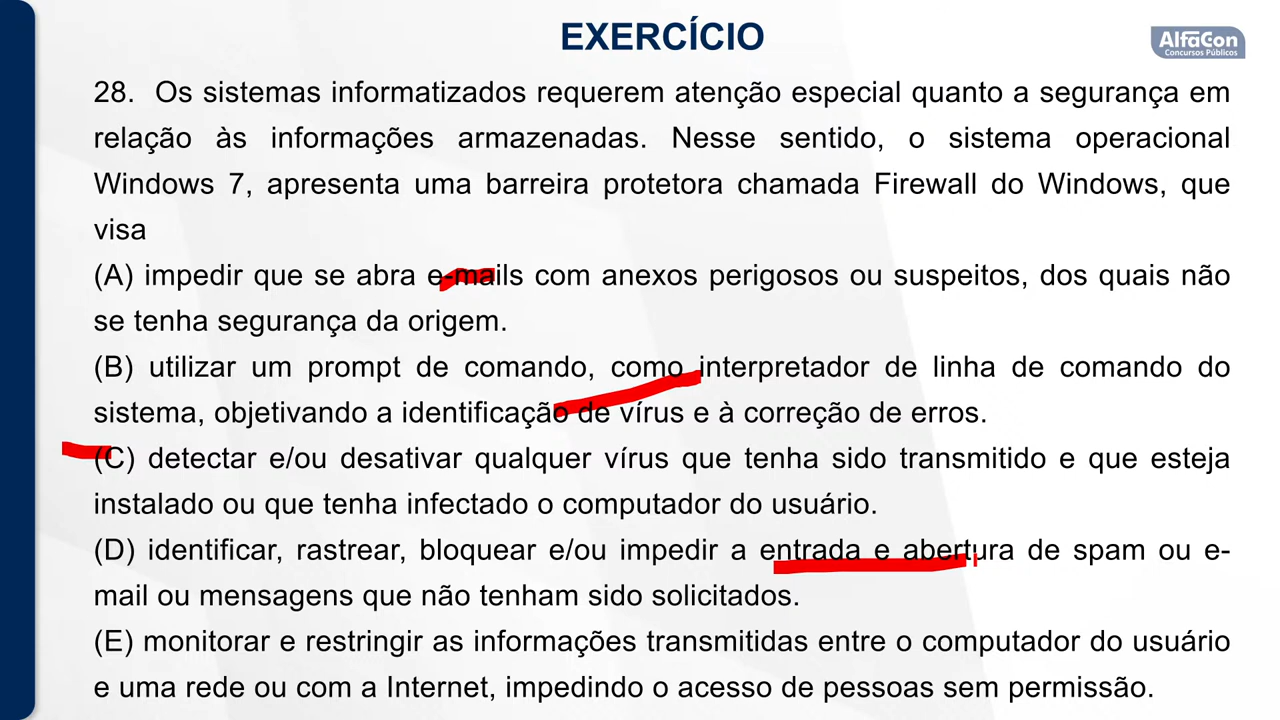 EXERCÍCIO
AlfaCon
Concursos Públicos
28. Os sistemas informatizados requerem atenção especial quanto a segurança em
relação às informações armazenadas. Nesse sentido, o sistema operacional
Windows 7, apresenta uma barreira protetora chamada Firewall do Windows, que
visa
(A) impedir que se abra e-mails com anexos perigosos ou suspeitos, dos quais não
se tenha segurança da origem.
(B) utilizar um prompt de comando, como interpretador de linha de comando do
sistema, objetivando a identificação de vírus e à correção de erros.
(C) detectar e/ou desativar qualquer vírus que tenha sido transmitido e que esteja
instalado ou que tenha infectado o computador do usuário.
(D) identificar, rastrear, bloquear e/ou impedir a entrada e abertura de spam ou e-
mail ou mensagens que não tenham sido solicitados.
(E) monitorar e restringir as informações transmitidas entre o computador do usuário
e uma rede ou com a Internet, impedindo o acesso de pessoas sem permissão.